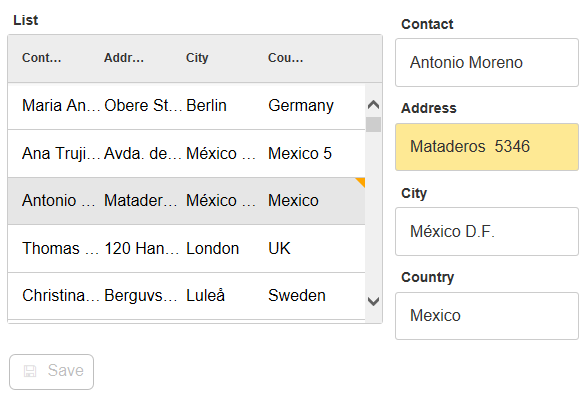 List
Cont… Addr… City Cou…
Maria An… Obere St… Berlin Germany
Ana Truji… Avda. de… México … Mexico 5
Antonio … Matader… México … Mexico
Thomas … 120 Han… London UK
Christina… Berguvs… Luleå Sweden
Save
Contact
Antonio Moreno
Address
Mataderos  5346
City
México D.F.
Country
Mexico